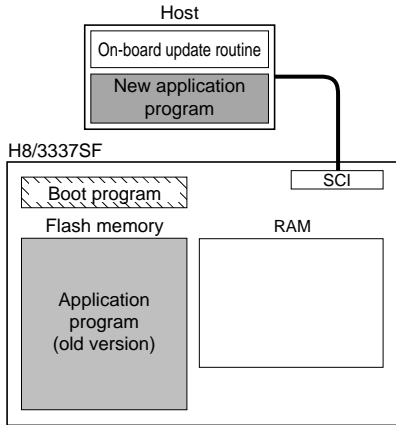 Host
On-board update routine
New application
program
H8/3337SF
SCI
Boot program
Flash memory
RAM
Application
program
(old version)